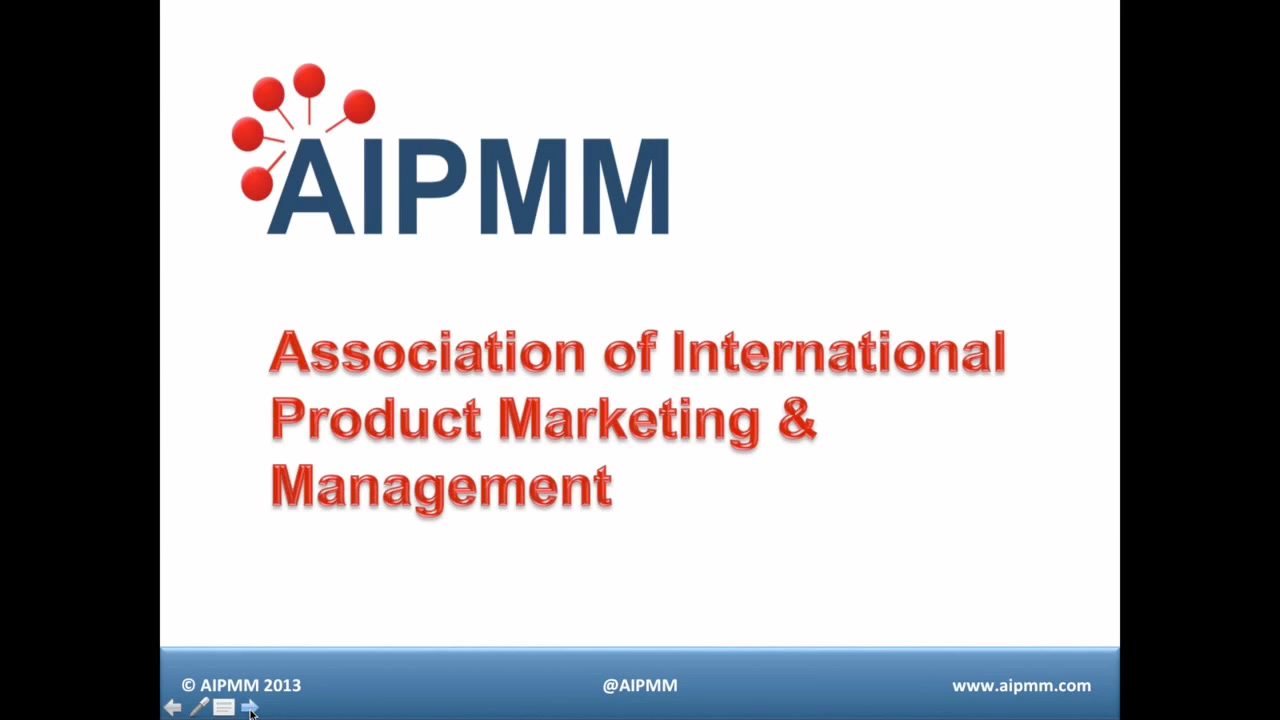 AIPMM
Association of International
Product Marketing &
Management
© AIPMM 2013
@AIPMM
www.aipmm.com